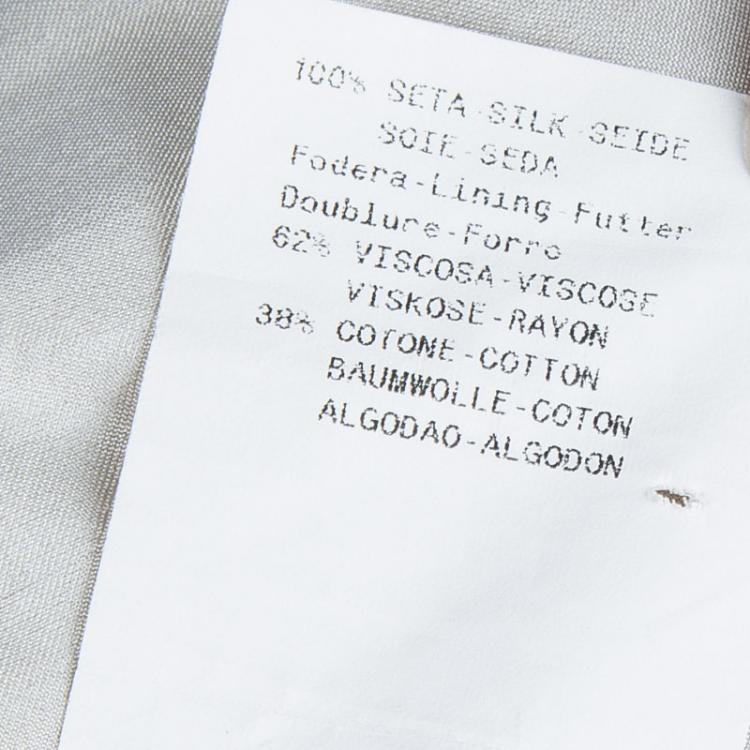 100% SETA-SILK-SEIDE
SOIE-SEDA
Fodera-Lining-Futter
Doublure-Forro
62% VISCOSA-VISCOSE
VISKOSE-RAYON
38% COTONE-COTTON
BAUMWOLLE-COTON
ALGODAO-ALGODON